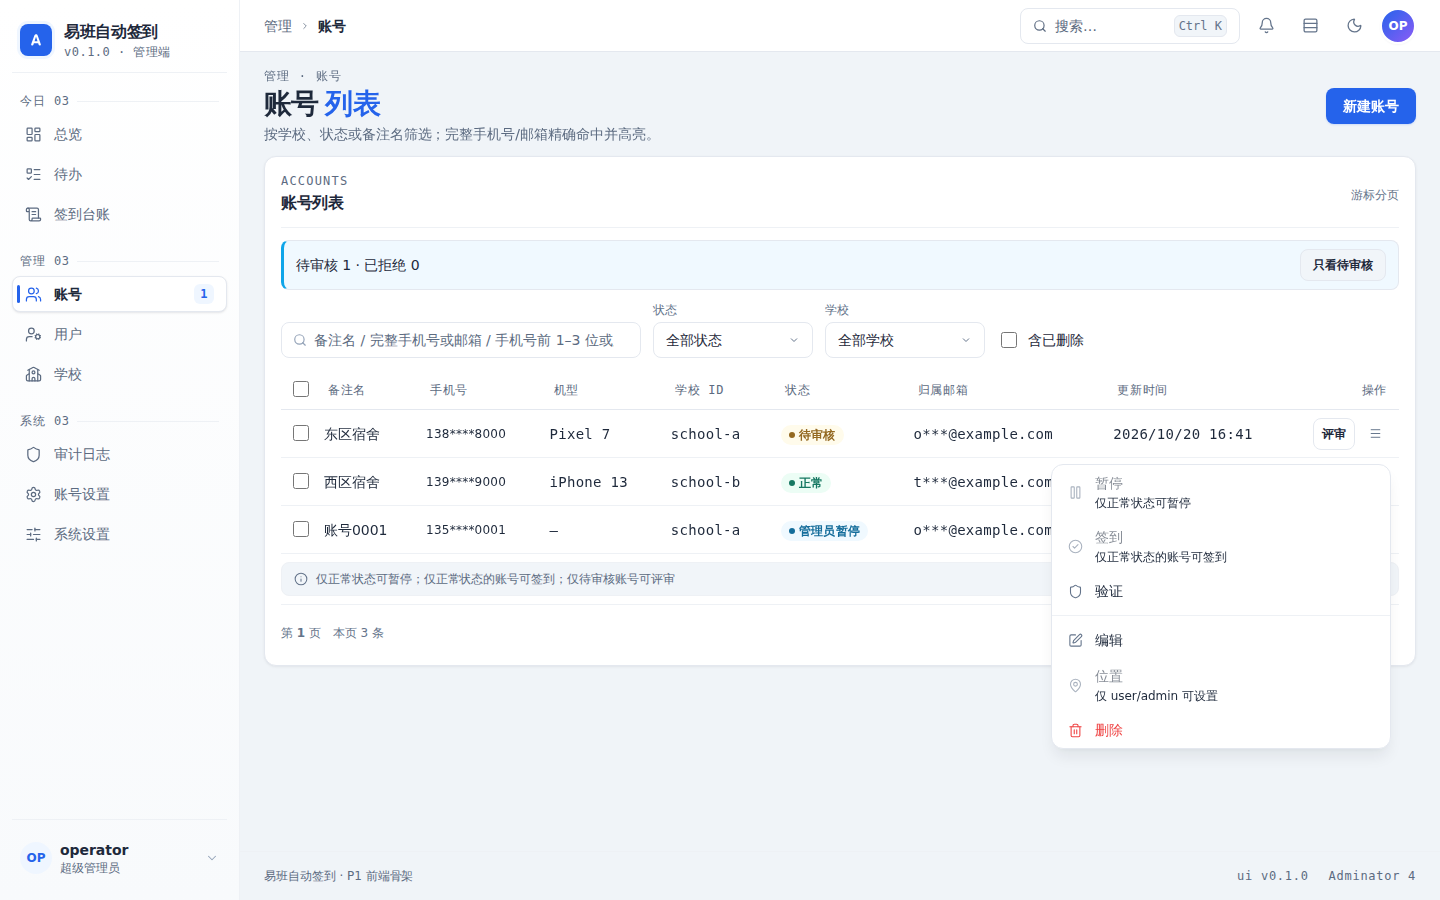 易班自动签到
v0.1.0 · 管理端
今日 03
总览
待办
签到台账
管理 03
账号 1
用户
学校
系统 03
审计日志
账号设置
系统设置
OP operator
超级管理员
管理 › 账号
搜索… Ctrl K
OP
管理 · 账号
账号 列表
按学校、状态或备注名筛选；完整手机号/邮箱精确命中并高亮。
新建账号
ACCOUNTS
账号列表
游标分页
待审核 1 · 已拒绝 0
只看待审核
状态 学校
备注名 / 完整手机号或邮箱 / 手机号前 1–3 位或
全部状态 全部学校 含已删除
备注名 手机号 机型 学校 ID 状态 归属邮箱 更新时间 操作
东区宿舍 138****8000 Pixel 7 school-a 待审核 o***@example.com 2026/10/20 16:41 评审
西区宿舍 139****9000 iPhone 13 school-b 正常 t***@example.com
账号0001 135****0001 — school-a 管理员暂停 o***@example.com
仅正常状态可暂停；仅正常状态的账号可签到；仅待审核账号可评审
第 1 页 本页 3 条
暂停
仅正常状态可暂停
签到
仅正常状态的账号可签到
验证
编辑
位置
仅 user/admin 可设置
删除
易班自动签到 · P1 前端骨架
ui v0.1.0 Adminator 4